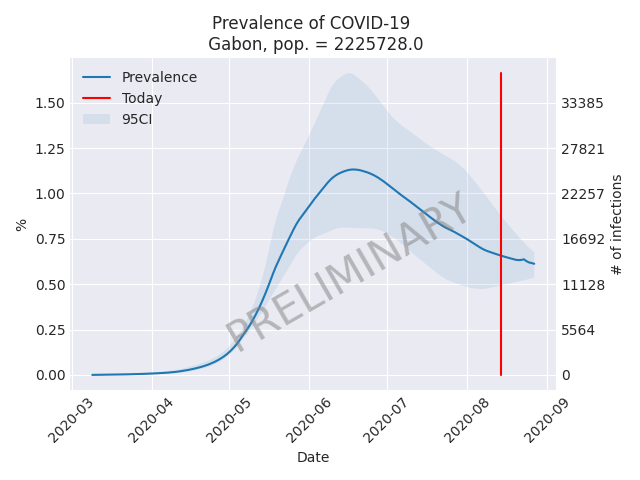 Prevalence of COVID-19
Gabon, pop. = 2225728.0
Prevalence
Today
95CI
PRELIMINARY
%
1.50
1.25
1.00
0.75
0.50
0.25
0.00
33385
27821
22257
16692
11128
5564
0
# of infections
2020-03
2020-04
2020-05
2020-06
2020-07
2020-08
2020-09
Date